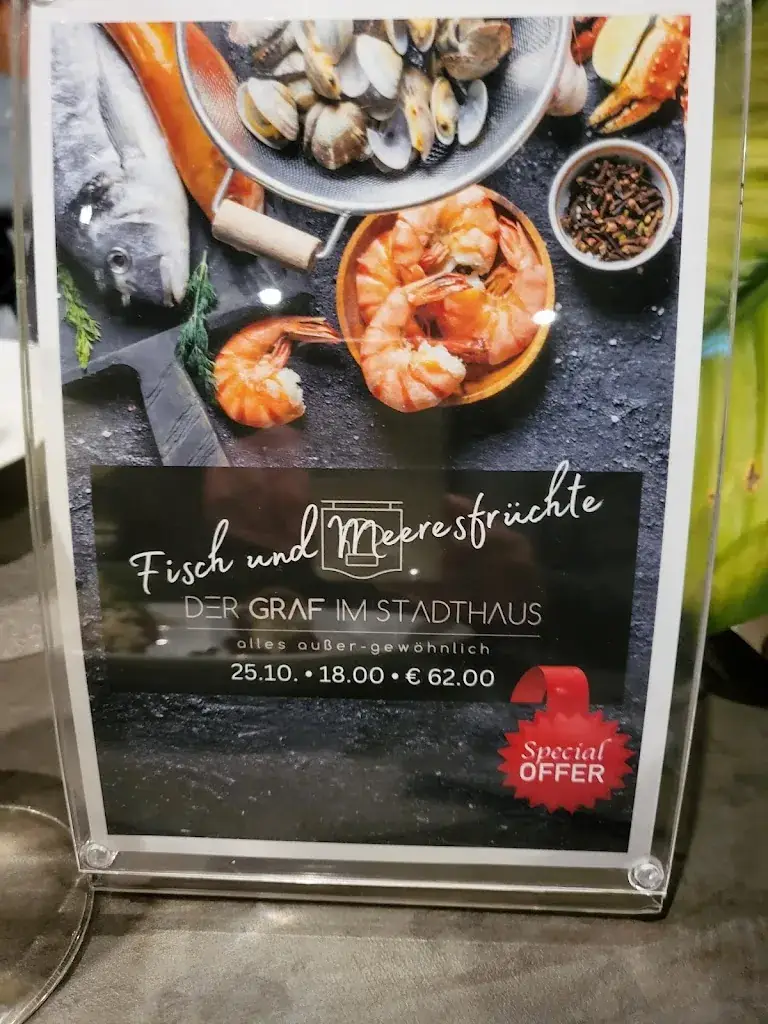 Fisch und Meeresfrüchte
DER GRAF IM STADTHAUS
alles außer-gewöhnlich
25.10. • 18.00 • € 62.00
Special
OFFER